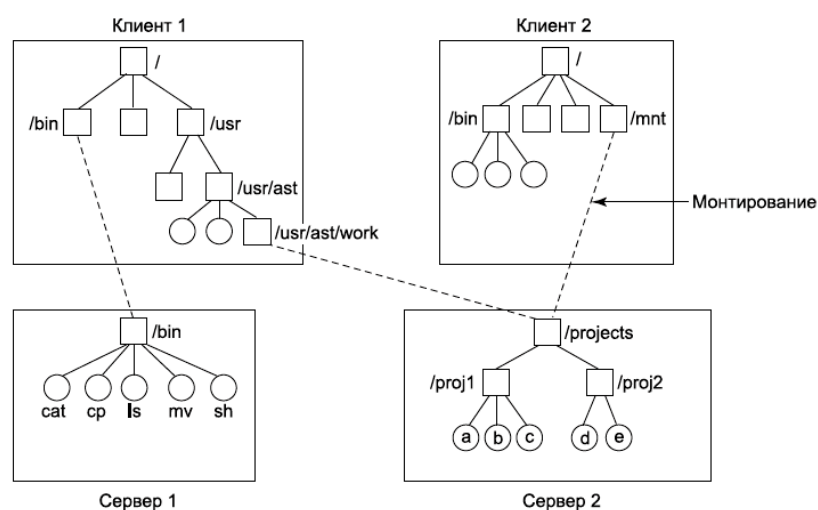 Клиент 1
Клиент 2
/
/
/bin
/usr
/bin
/mnt
/usr/ast
Монтирование
/usr/ast/work
/bin
/projects
/proj1
/proj2
cat cp ls mv sh
a b c d e
Сервер 1
Сервер 2